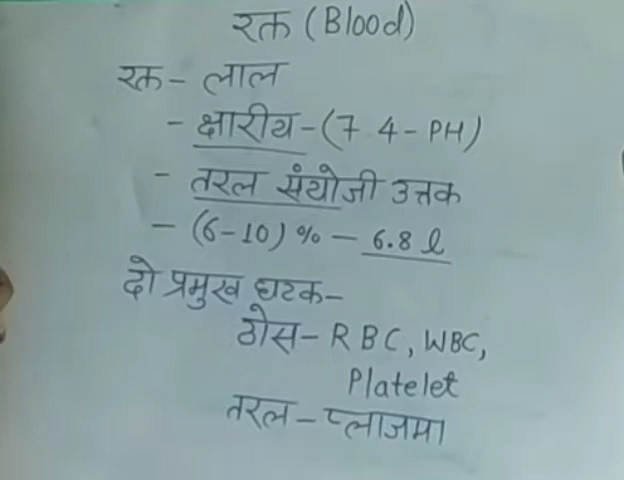 रक्त (Blood)
रक्त - लाल
- क्षारीय - (7 4 - PH)
- तरल संयोजी उत्तक
- (6-10) % - 6.8 l
दो प्रमुख घटक -
ठोस - RBC, WBC,
Platelet
तरल - प्लाजमा